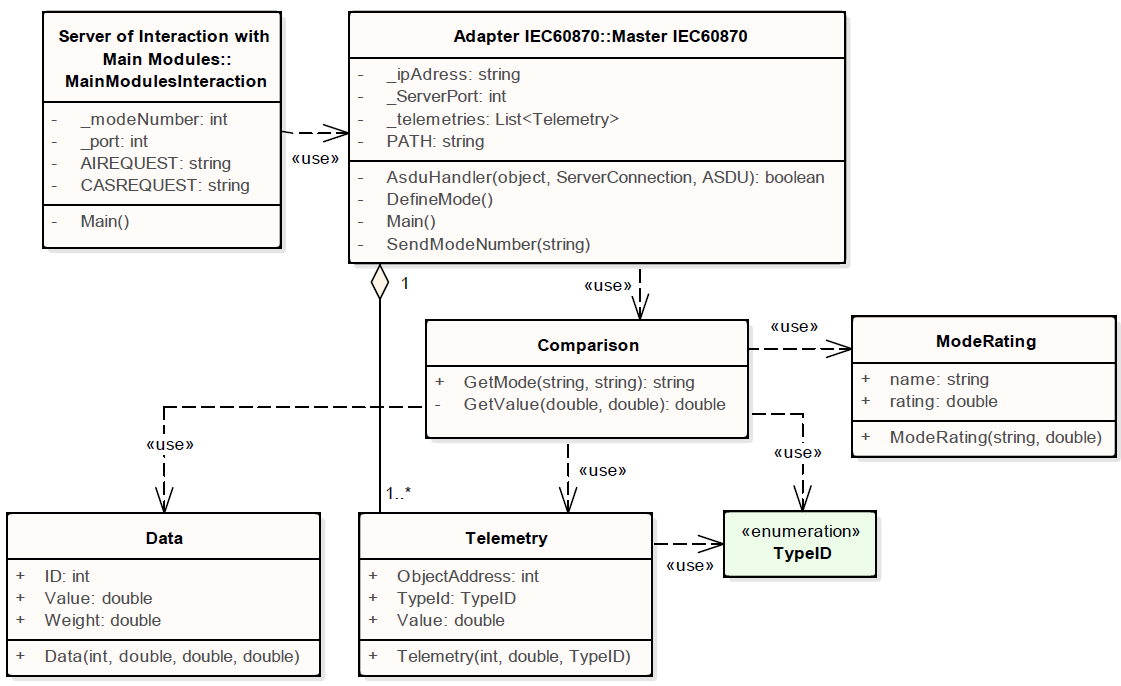 Server of Interaction with
Main Modules::
MainModulesInteraction
- _modeNumber: int
- _port: int
- AIREQUEST: string
- CASREQUEST: string
- Main()
«use»
Adapter IEC60870::Master IEC60870
- _ipAdress: string
- _ServerPort: int
- _telemetries: List<Telemetry>
- PATH: string
- AsduHandler(object, ServerConnection, ASDU): boolean
- DefineMode()
- Main()
- SendModeNumber(string)
1
«use»
Comparison
+ GetMode(string, string): string
- GetValue(double, double): double
«use»
ModeRating
+ name: string
+ rating: double
+ ModeRating(string, double)
«use»
«use»
«use»
1..*
Data
+ ID: int
+ Value: double
+ Weight: double
+ Data(int, double, double, double)
Telemetry
+ ObjectAddress: int
+ TypeId: TypeID
+ Value: double
+ Telemetry(int, double, TypeID)
«use»
«enumeration»
TypeID